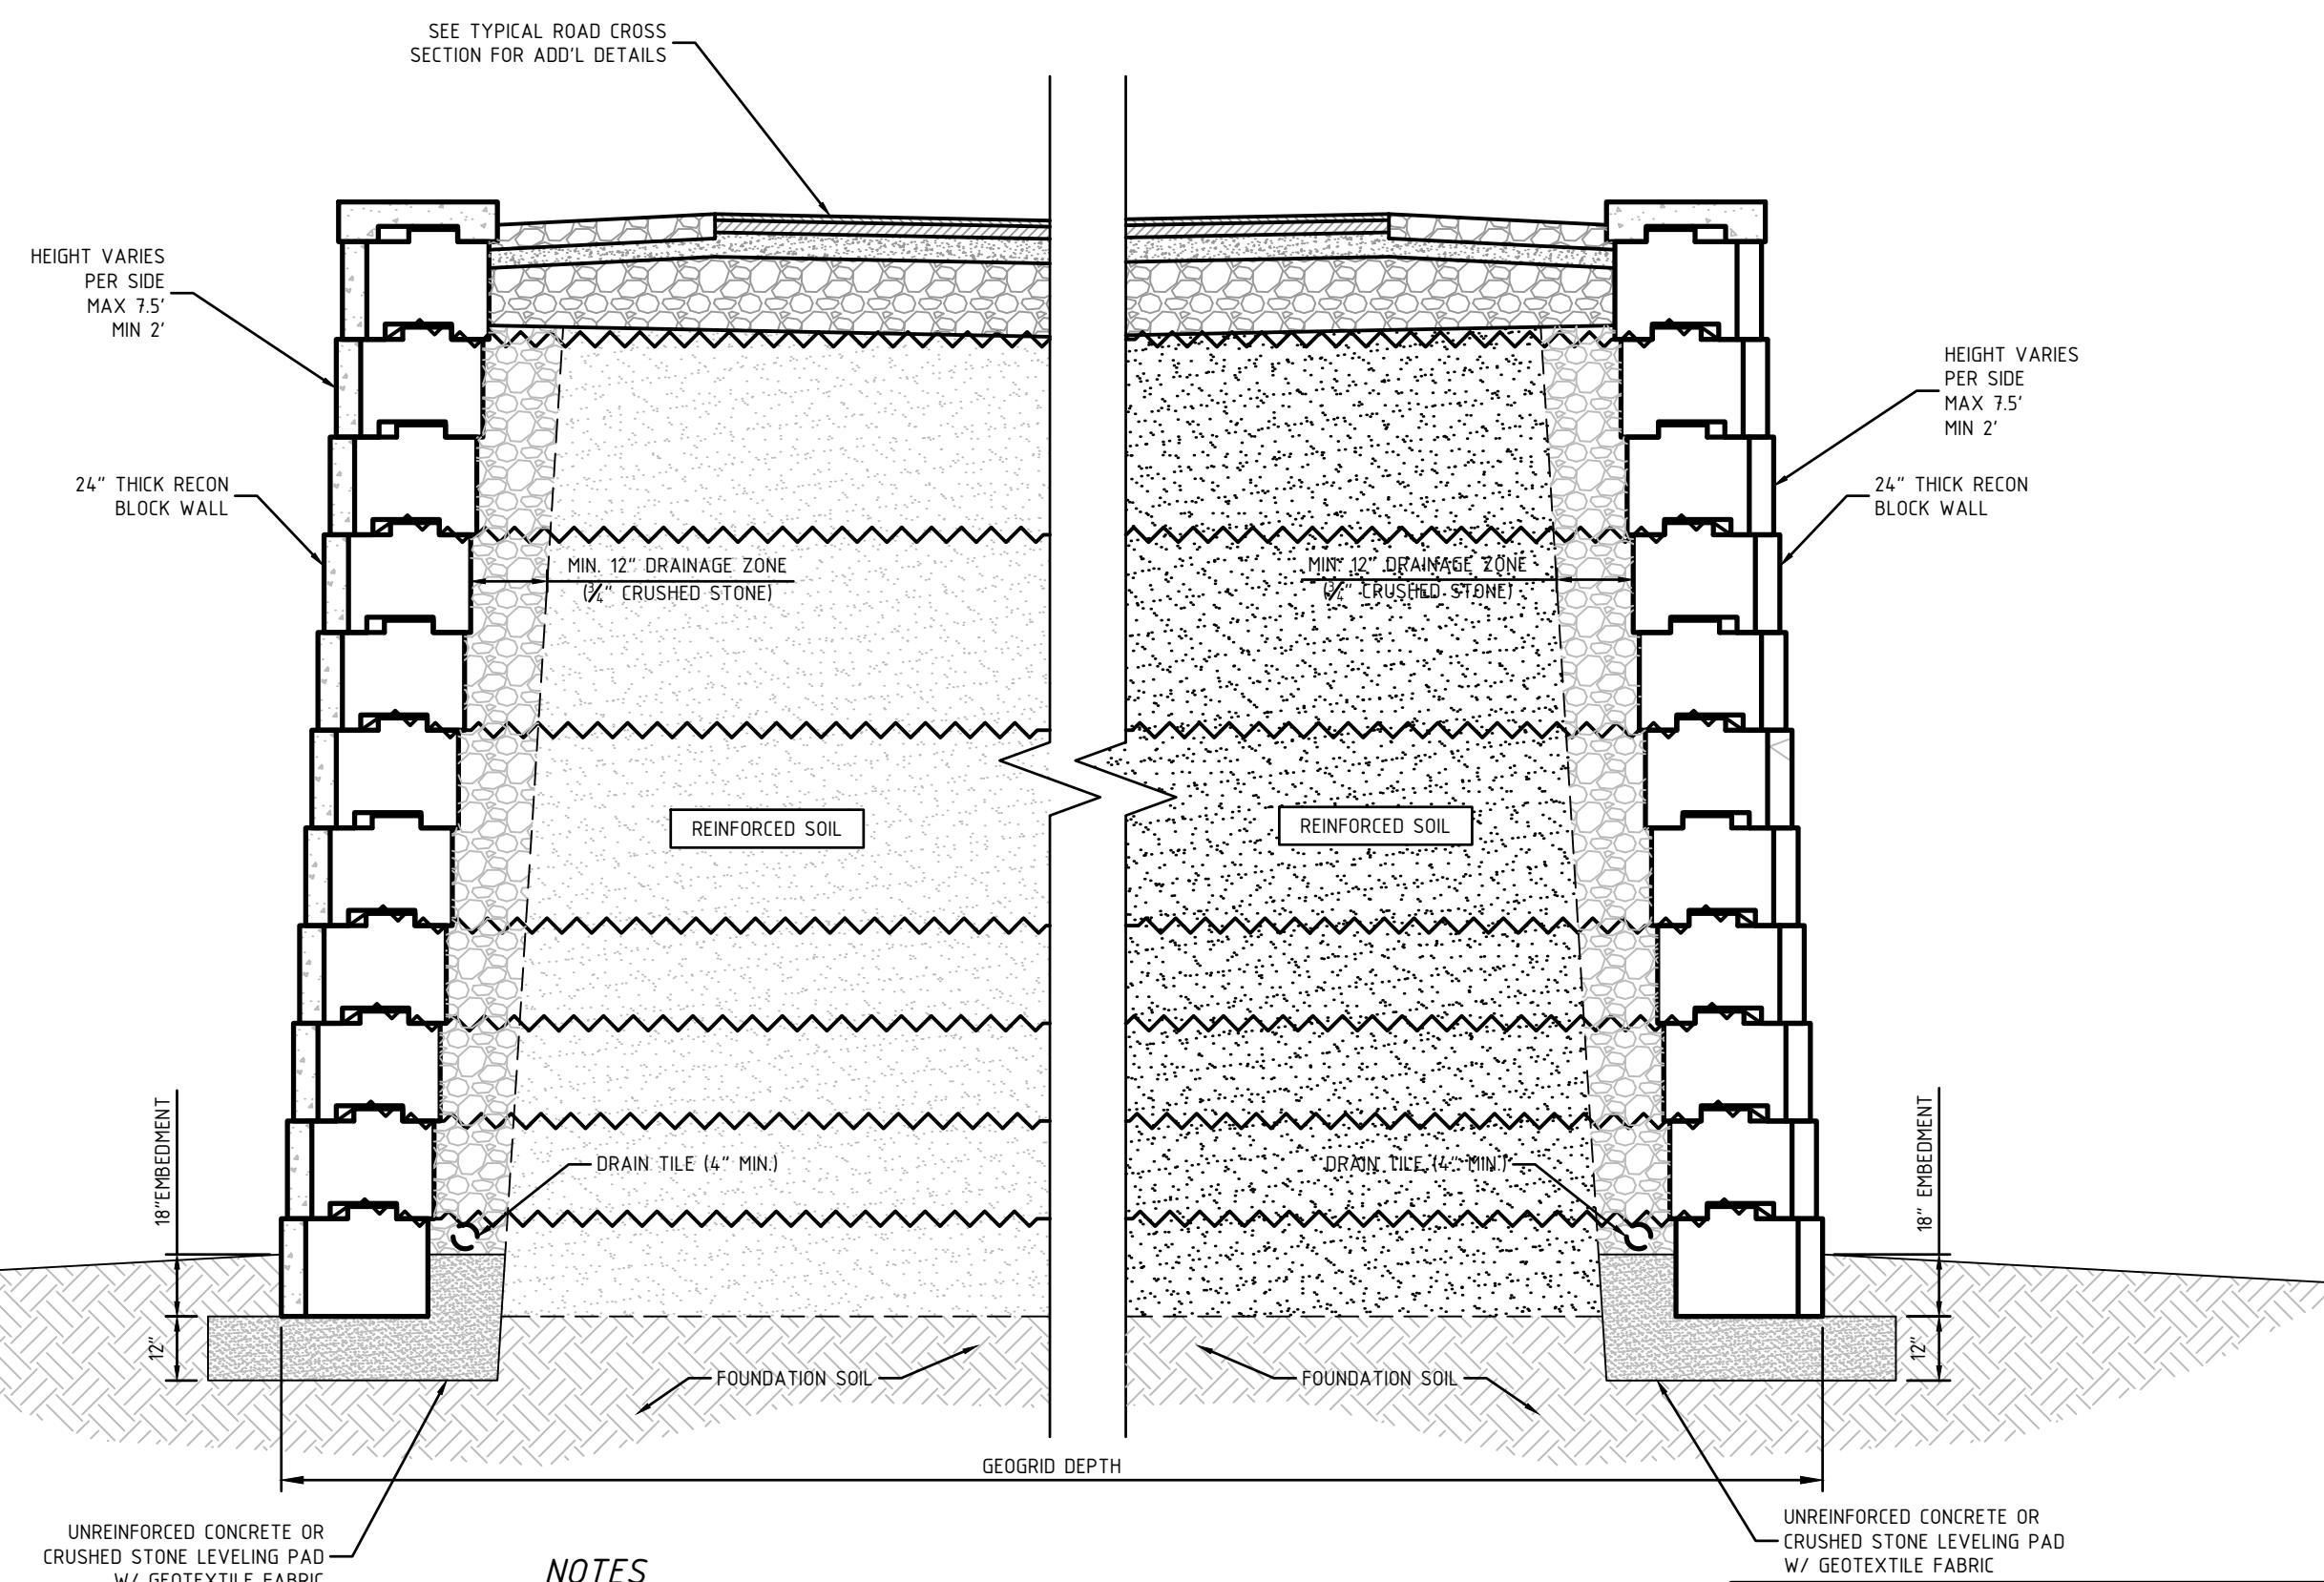 SEE TYPICAL ROAD CROSS
SECTION FOR ADD'L DETAILS
HEIGHT VARIES
PER SIDE
MAX 7.5'
MIN 2'
24" THICK RECON
BLOCK WALL
HEIGHT VARIES
PER SIDE
MAX 7.5'
MIN 2'
24" THICK RECON
BLOCK WALL
MIN. 12" DRAINAGE ZONE
(3/4" CRUSHED STONE)
MIN. 12" DRAINAGE ZONE
(3/4" CRUSHED STONE)
REINFORCED SOIL
REINFORCED SOIL
DRAIN TILE (4" MIN.)
DRAIN TILE (4" MIN.)
18"EMBEDMENT
12"
18" EMBEDMENT
12"
FOUNDATION SOIL
FOUNDATION SOIL
GEOGRID DEPTH
UNREINFORCED CONCRETE OR
CRUSHED STONE LEVELING PAD
W/ GEOTEXTILE FABRIC
NOTES
UNREINFORCED CONCRETE OR
CRUSHED STONE LEVELING PAD
W/ GEOTEXTILE FABRIC